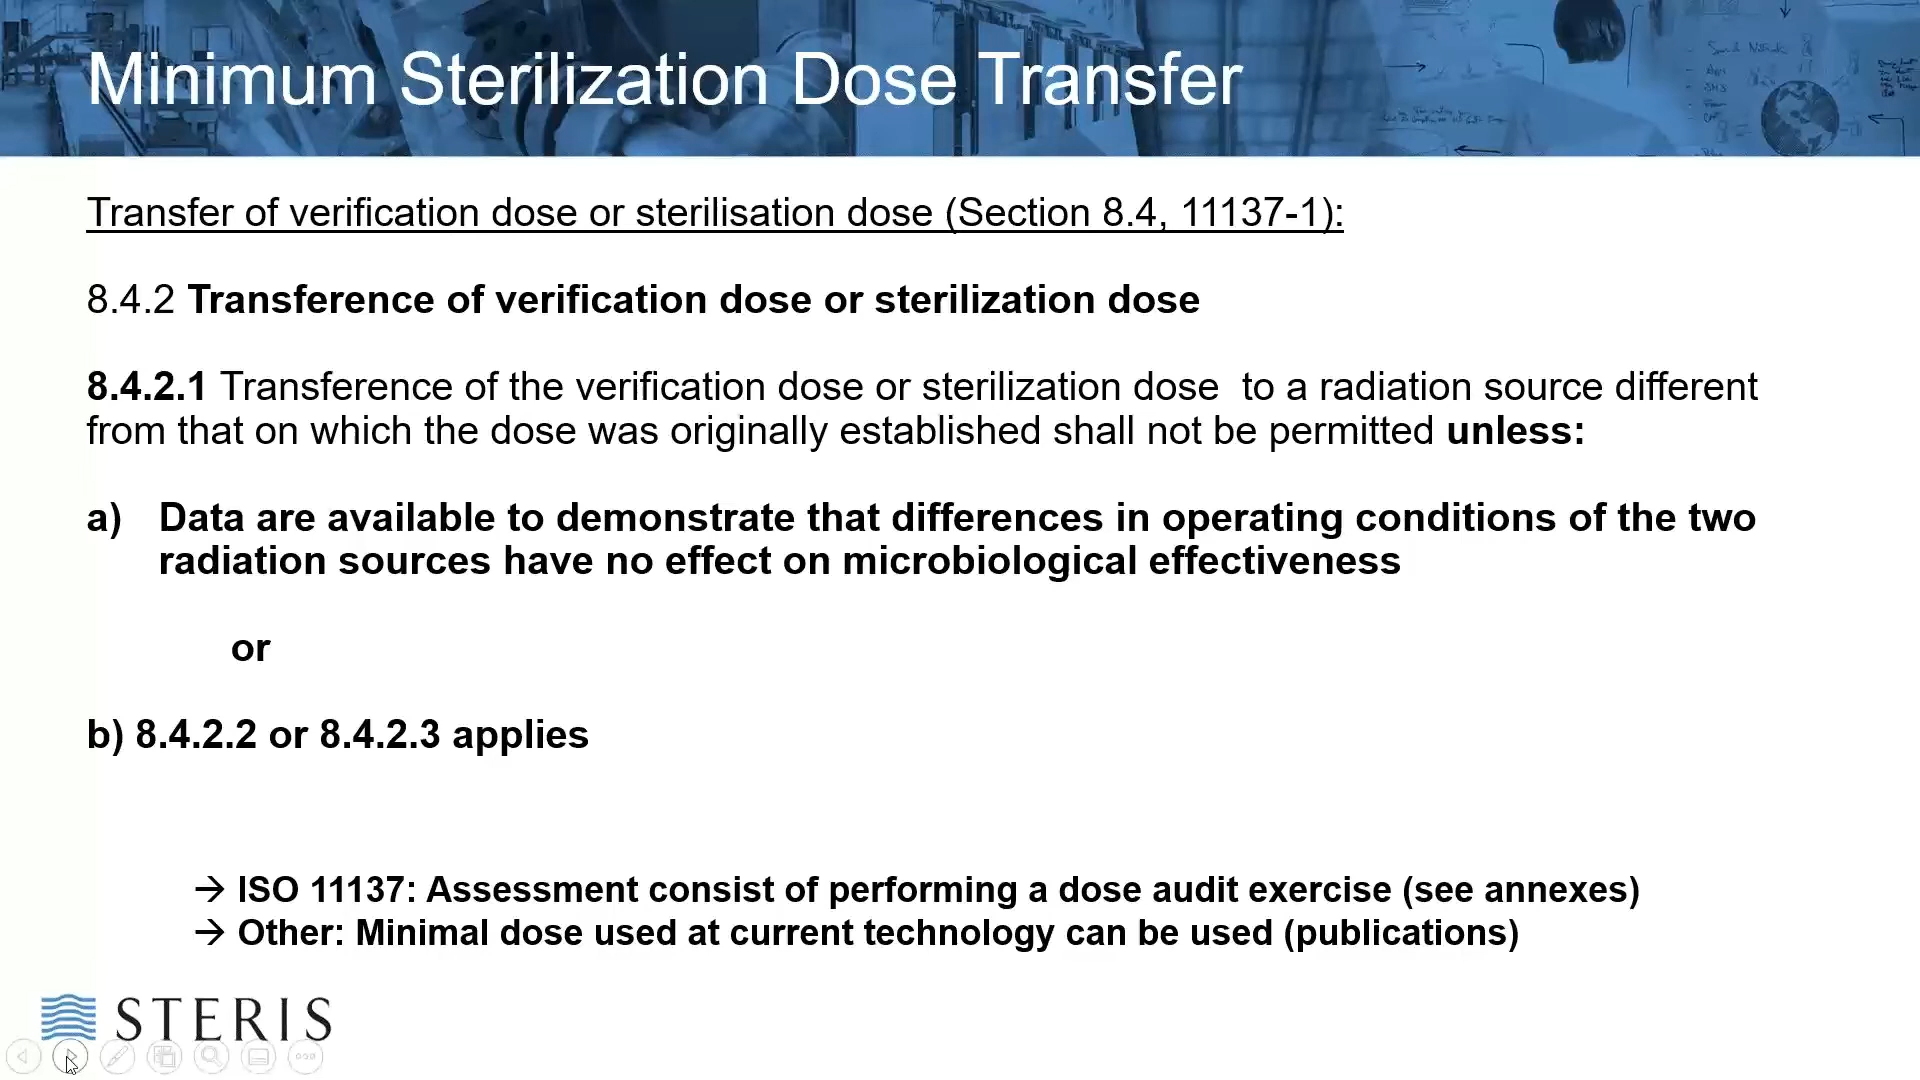 Minimum Sterilization Dose Transfer
Transfer of verification dose or sterilisation dose (Section 8.4, 11137-1):
8.4.2 Transference of verification dose or sterilization dose
8.4.2.1 Transference of the verification dose or sterilization dose to a radiation source different
from that on which the dose was originally established shall not be permitted unless:
a) Data are available to demonstrate that differences in operating conditions of the two
radiation sources have no effect on microbiological effectiveness
or
b) 8.4.2.2 or 8.4.2.3 applies
→ ISO 11137: Assessment consist of performing a dose audit exercise (see annexes)
→ Other: Minimal dose used at current technology can be used (publications)
STERIS